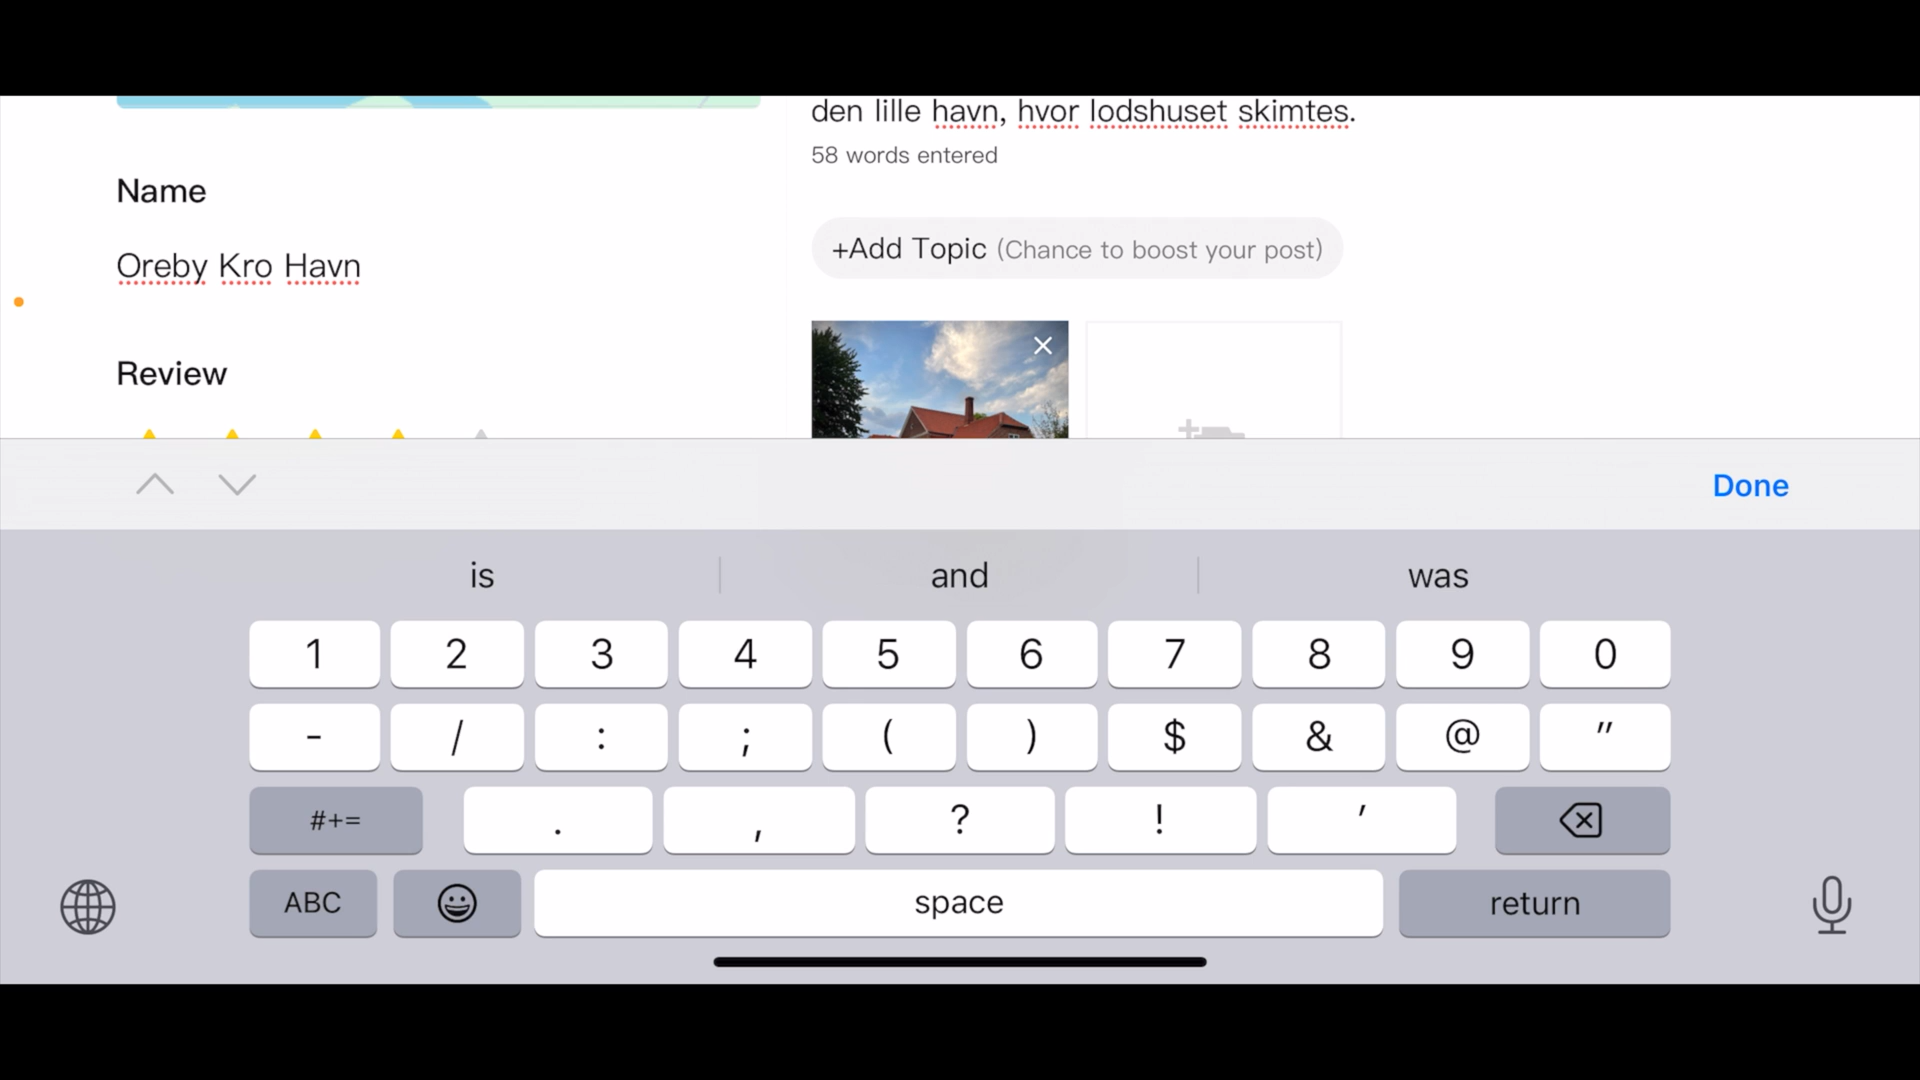 Name
Oreby Kro Havn
Review
den lille havn, hvor lodshuset skimtes.
58 words entered
+Add Topic (Chance to boost your post)
Done
is and was
1 2 3 4 5 6 7 8 9 0
- / : ; ( ) $ & @ "
#+= . , ? ! '
ABC space return